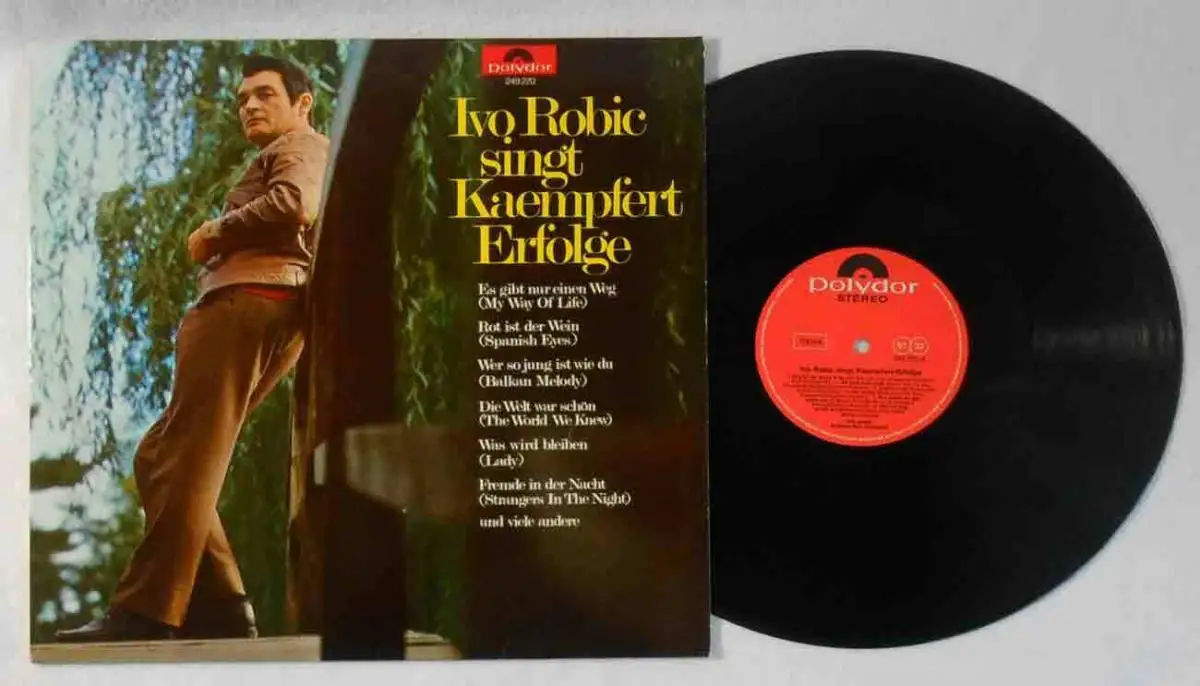 Polydor
249 220
Ivo Robic
singt
Kaempfert
Erfolge
Es gibt nur einen Weg
(My Way Of Life)
Rot ist der Wein
(Spanish Eyes)
Wer so jung ist wie du
(Balkan Melody)
Die Welt war schön
(The World We Knew)
Was wird bleiben
(Lady)
Fremde in der Nacht
(Strangers In The Night)
und viele andere
Polydor
STEREO
Ivo Robic singt Kaempfert-Erfolge